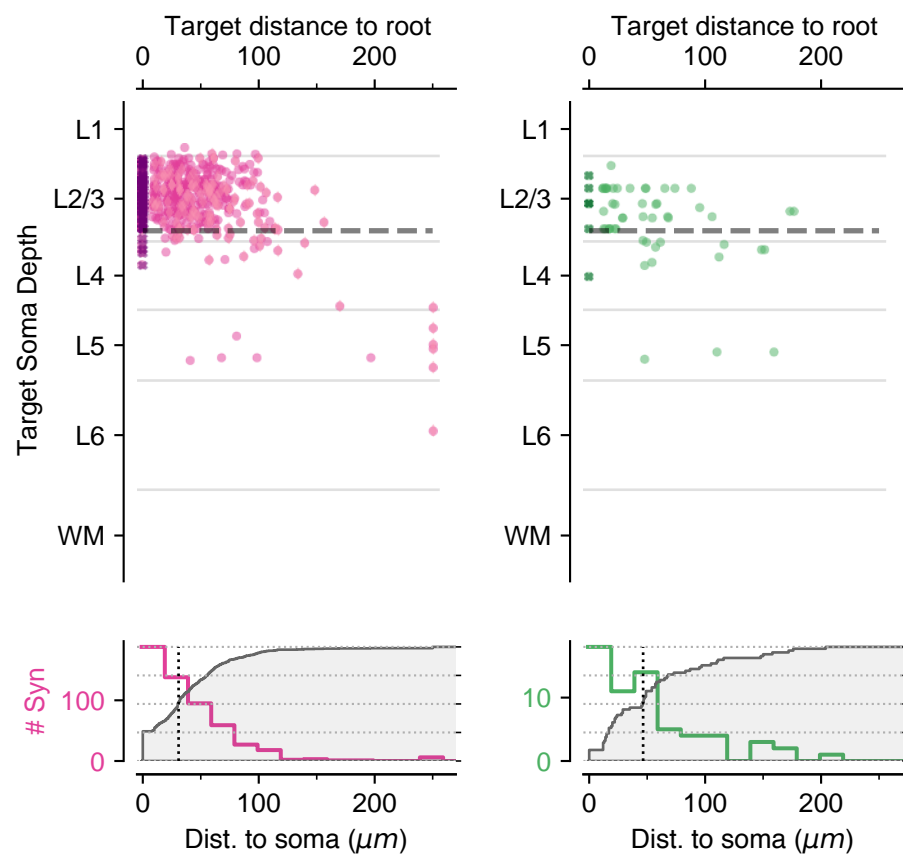 Target distance to root
0 100 200
Target distance to root
0 100 200
Target Soma Depth
L1
L2/3
L4
L5
L6
WM
L1
L2/3
L4
L5
L6
WM
# Syn
100
0
10
0
0 100 200
Dist. to soma (μm)
0 100 200
Dist. to soma (μm)